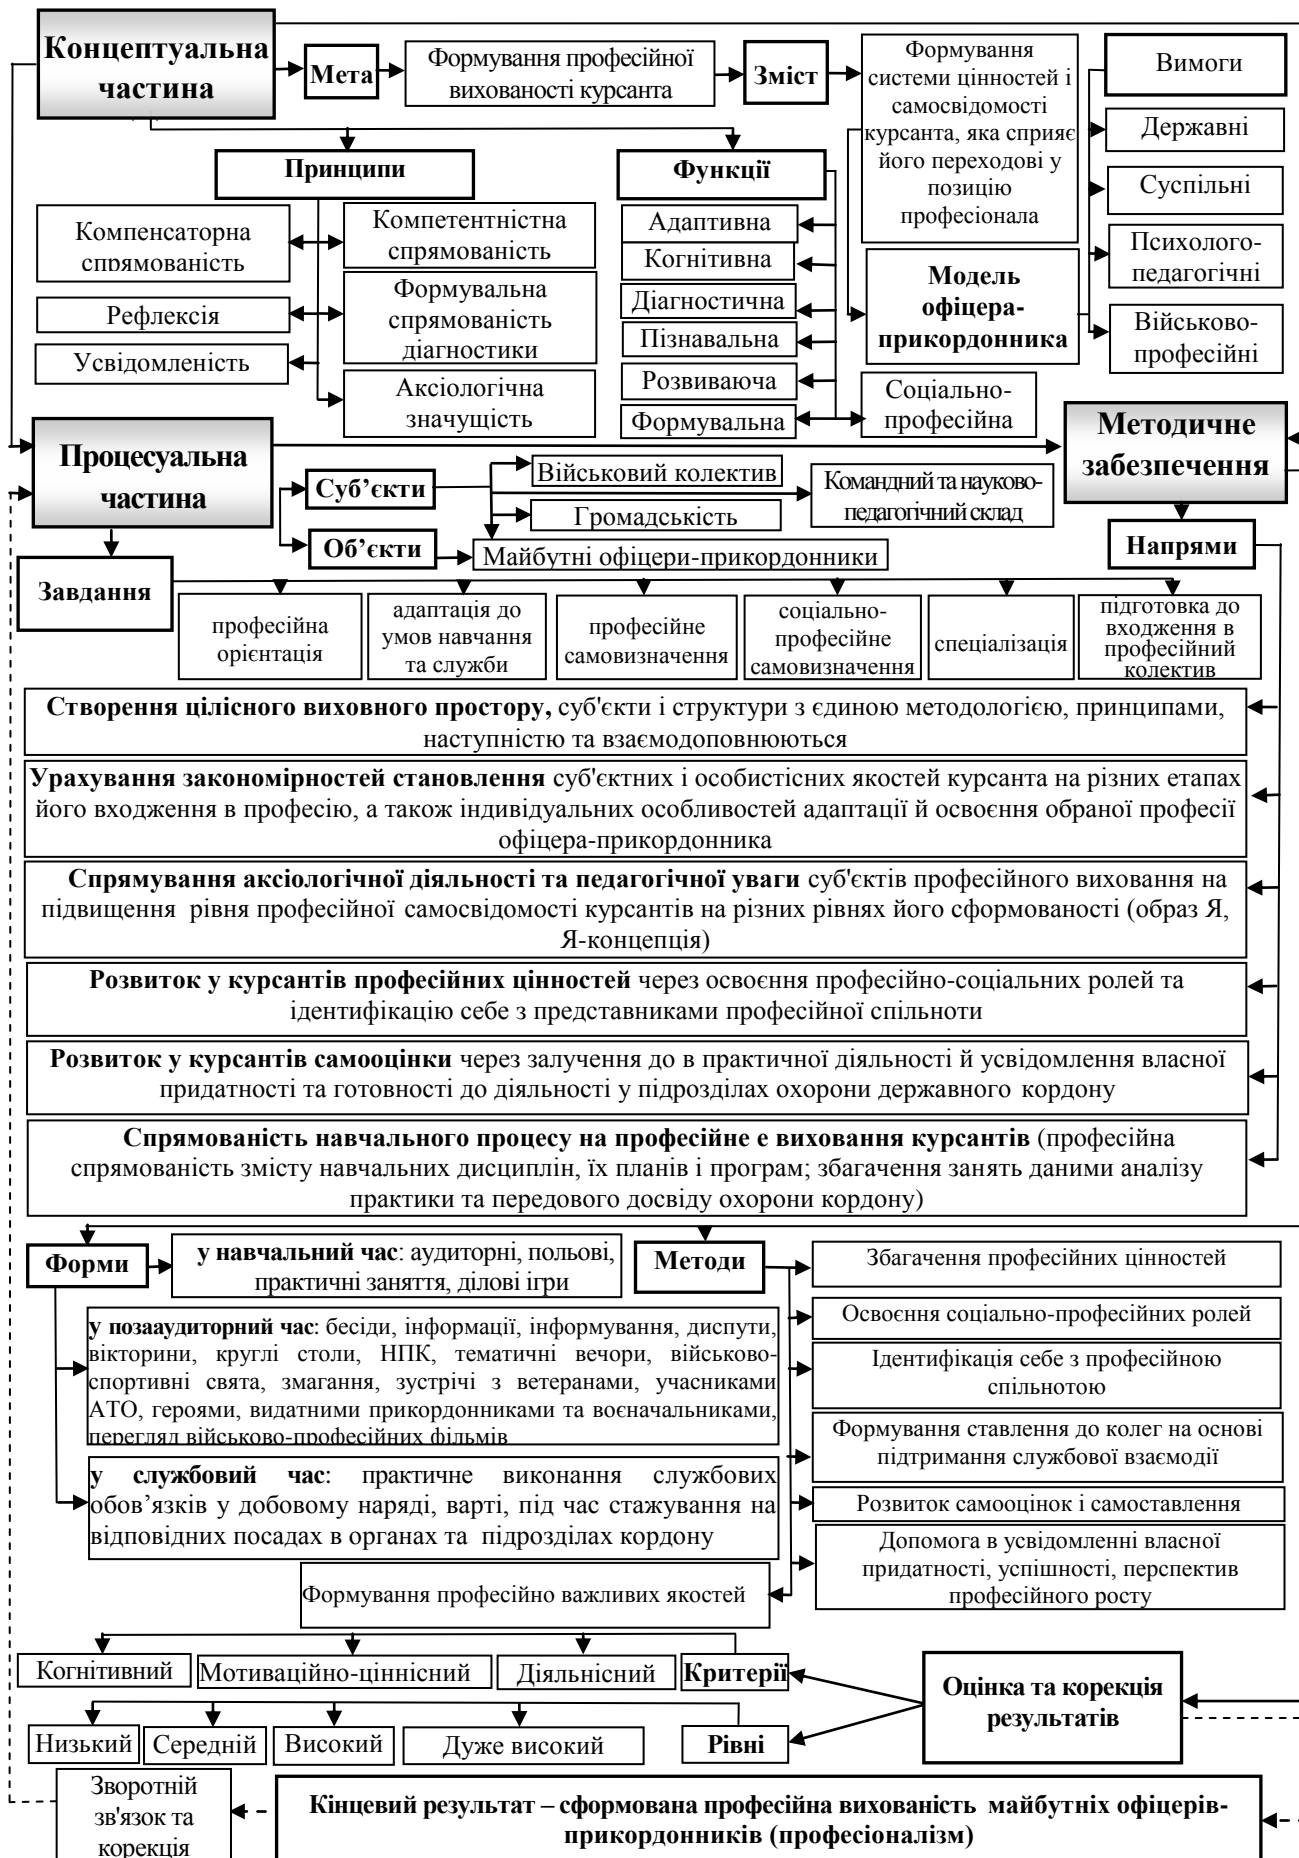 Концептуальна
частина
Мета
Формування професійної
вихованості курсанта
Зміст
Формування
системи цінностей і
самосвідомості
курсанта, яка сприяє
його переходові у
позицію
професіонала
Вимоги
Державні
Суспільні
Психолого-
педагогічні
Військово-
професійні
Принципи
Компенсаторна
спрямованість
Рефлексія
Усвідомленість
Компетентністна
спрямованість
Формувальна
спрямованість
діагностики
Аксіологічна
значущість
Функції
Адаптивна
Когнітивна
Діагностична
Пізнавальна
Розвиваюча
Формувальна
Соціально-
професійна
Модель
офіцера-
прикордонника
Процесуальна
частина
Суб’єкти
Об’єкти
Військовий колектив
Громадськість
Майбутні офіцери-прикордонники
Командний та науково-
педагогічний склад
Методичне
забезпечення
Напрями
Завдання
професійна
орієнтація
адаптація до
умов навчання
та служби
професійне
самовизначення
соціально-
професійне
самовизначення
спеціалізація
підготовка до
входження в
професійний
колектив
Створення цілісного виховного простору, суб'єкти і структури з єдиною методологією, принципами,
наступністю та взаємодоповнюються
Урахування закономірностей становлення суб'єктних і особистісних якостей курсанта на різних етапах
його входження в професію, а також індивідуальних особливостей адаптації й освоєння обраної професії
офіцера-прикордонника
Спрямування аксіологічної діяльності та педагогічної уваги суб'єктів професійного виховання на
підвищення рівня професійної самосвідомості курсантів на різних рівнях його сформованості (образ Я,
Я-концепція)
Розвиток у курсантів професійних цінностей через освоєння професійно-соціальних ролей та
ідентифікацію себе з представниками професійної спільноти
Розвиток у курсантів самооцінки через залучення до в практичної діяльності й усвідомлення власної
придатності та готовності до діяльності у підрозділах охорони державного кордону
Спрямованість навчального процесу на професійне е виховання курсантів (професійна
спрямованість змісту навчальних дисциплін, їх планів і програм; збагачення занять даними аналізу
практики та передового досвіду охорони кордону)
Форми
у навчальний час: аудиторні, польові,
практичні заняття, ділові ігри
у позааудиторний час: бесіди, інформації, інформування, диспути,
вікторини, круглі столи, НПК, тематичні вечори, військово-
спортивні свята, змагання, зустрічі з ветеранами, учасниками
АТО, героями, видатними прикордонниками та воєначальниками,
перегляд військово-професійних фільмів
у службовий час: практичне виконання службових
обов’язків у добовому наряді, варті, під час стажування на
відповідних посадах в органах та підрозділах кордону
Методи
Збагачення професійних цінностей
Освоєння соціально-професійних ролей
Ідентифікація себе з професійною
спільнотою
Формування ставлення до колег на основі
підтримання службової взаємодії
Розвиток самооцінок і самоставлення
Допомога в усвідомленні власної
придатності, успішності, перспектив
професійного росту
Формування професійно важливих якостей
Когнітивний
Мотиваційно-ціннісний
Діяльнісний
Критерії
Низький
Середній
Високий
Дуже високий
Рівні
Оцінка та корекція
результатів
Зворотній
зв'язок та
корекція
Кінцевий результат – сформована професійна вихованість майбутніх офіцерів-
прикордонників (професіоналізм)